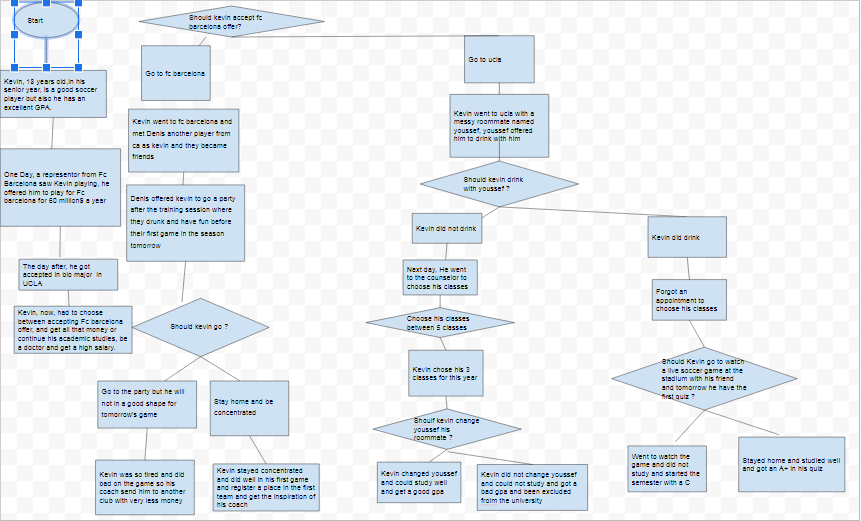 Start
Kevin, 18 years old,in his
senior year, is a good soccer
player but also he has an
excellent GPA.
One Day, a representor from Fc
Barcelona saw Kevin playing, he
offered him to play for Fc
barcelona for 60 million$ a year
The day after, he got
accepted in bio major in
UCLA
Kevin, now, had to choose
between accepting Fc barcelona
offer, and get all that money or
continue his academic studies, be
a doctor and get a high salary.
Should kevin accept fc
barcelona offer?
Go to fc barcelona
Kevin went to fc barcelona and
met Denis another player from
ca as kevin and they became
friends
Denis offered kevin to go a party
after the training session where
they drunk and have fun before
their first game in the season
tomorrow
Should kevin go ?
Go to the party but he will
not in a good shape for
tomorrow's game
Stay home and be
concentrated
Kevin was so tired and did
bad on the game so his
coach send him to another
club with very less money
Kevin stayed concentrated
and did well in his first game
and register a place in the first
team and get the inspiration of
his coach
Go to ucla
Kevin went to ucla with a
messy roommate named
youssef, youssef offered
him to drink with him
Should kevin drink
with youssef ?
Kevin did not drink
Next day, He went
to the counselor to
choose his classes
Choose his classes
between 5 classes
Kevin chose his 3
classes for this year
Shoulf kevin change
youssef his
roommate ?
Kevin changed youssef
and could study well
and get a good gpa
Kevin did not change youssef
and could not study and got a
bad gpa and been excluded
from the university
Kevin did drink
Forgot an
appointment to
choose his classes
Should Kevin go to watch
a live soccer game at the
stadium with his friend
and tomorrow he have the
first quiz ?
Went to watch the
game and did not
study and started the
semester with a C
Stayed home and studied well
and got an A+ in his quiz